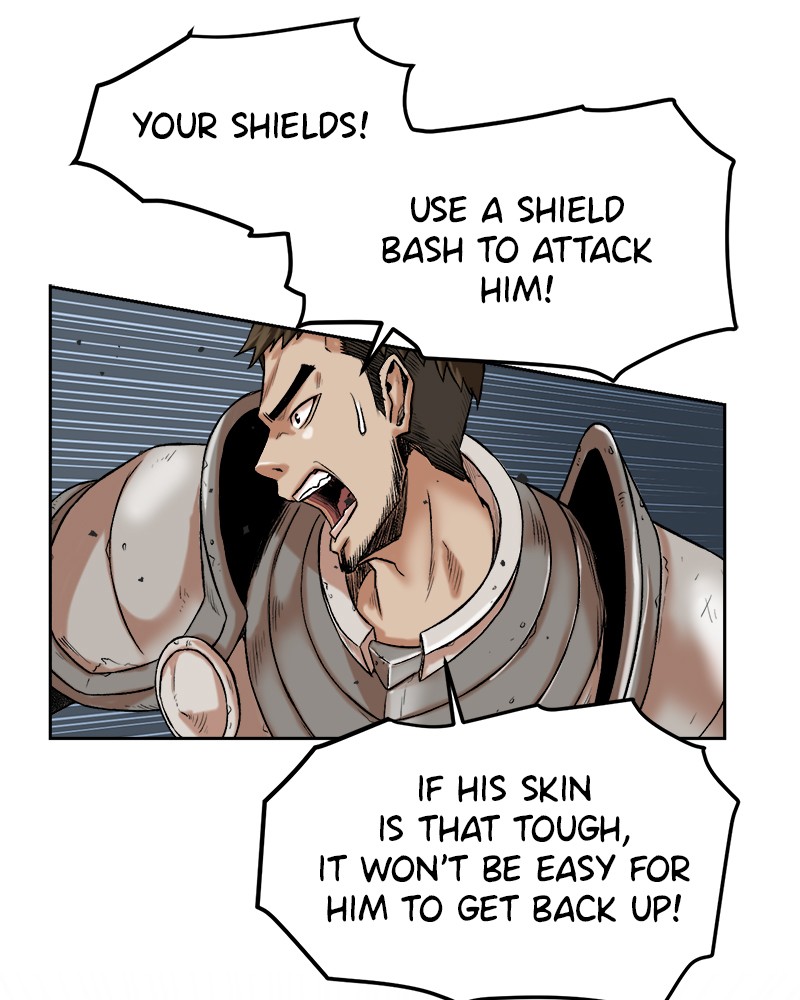 YOUR SHIELDS!
USE A SHIELD
BASH TO ATTACK
HIM!
IF HIS SKIN
IS THAT TOUGH,
IT WON'T BE EASY FOR
HIM TO GET BACK UP!